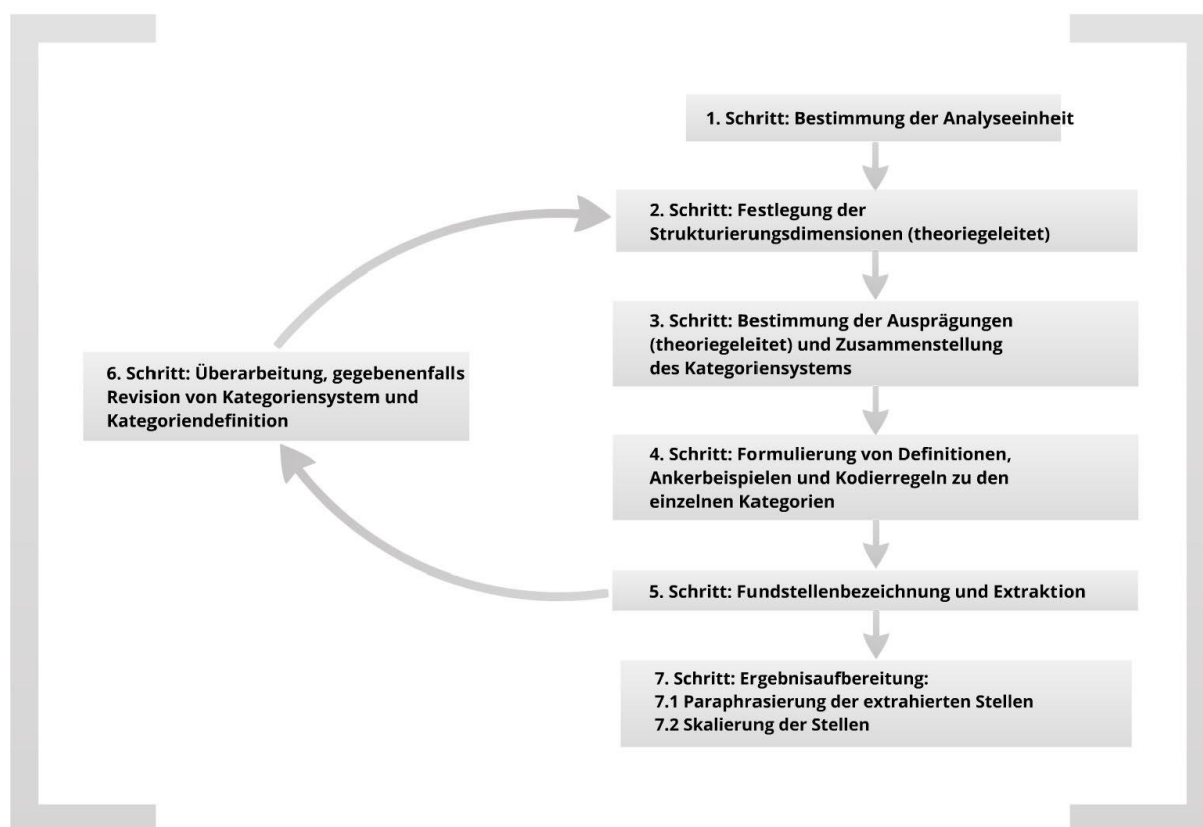 1. Schritt: Bestimmung der Analyseeinheit
2. Schritt: Festlegung der
Strukturierungsdimensionen (theoriegeleitet)
3. Schritt: Bestimmung der Ausprägungen
(theoriegeleitet) und Zusammenstellung
des Kategoriensystems
4. Schritt: Formulierung von Definitionen,
Ankerbeispielen und Kodierregeln zu den
einzelnen Kategorien
5. Schritt: Fundstellenbezeichnung und Extraktion
6. Schritt: Überarbeitung, gegebenenfalls
Revision von Kategoriensystem und
Kategoriendefinition
7. Schritt: Ergebnisaufbereitung:
7.1 Paraphrasierung der extrahierten Stellen
7.2 Skalierung der Stellen